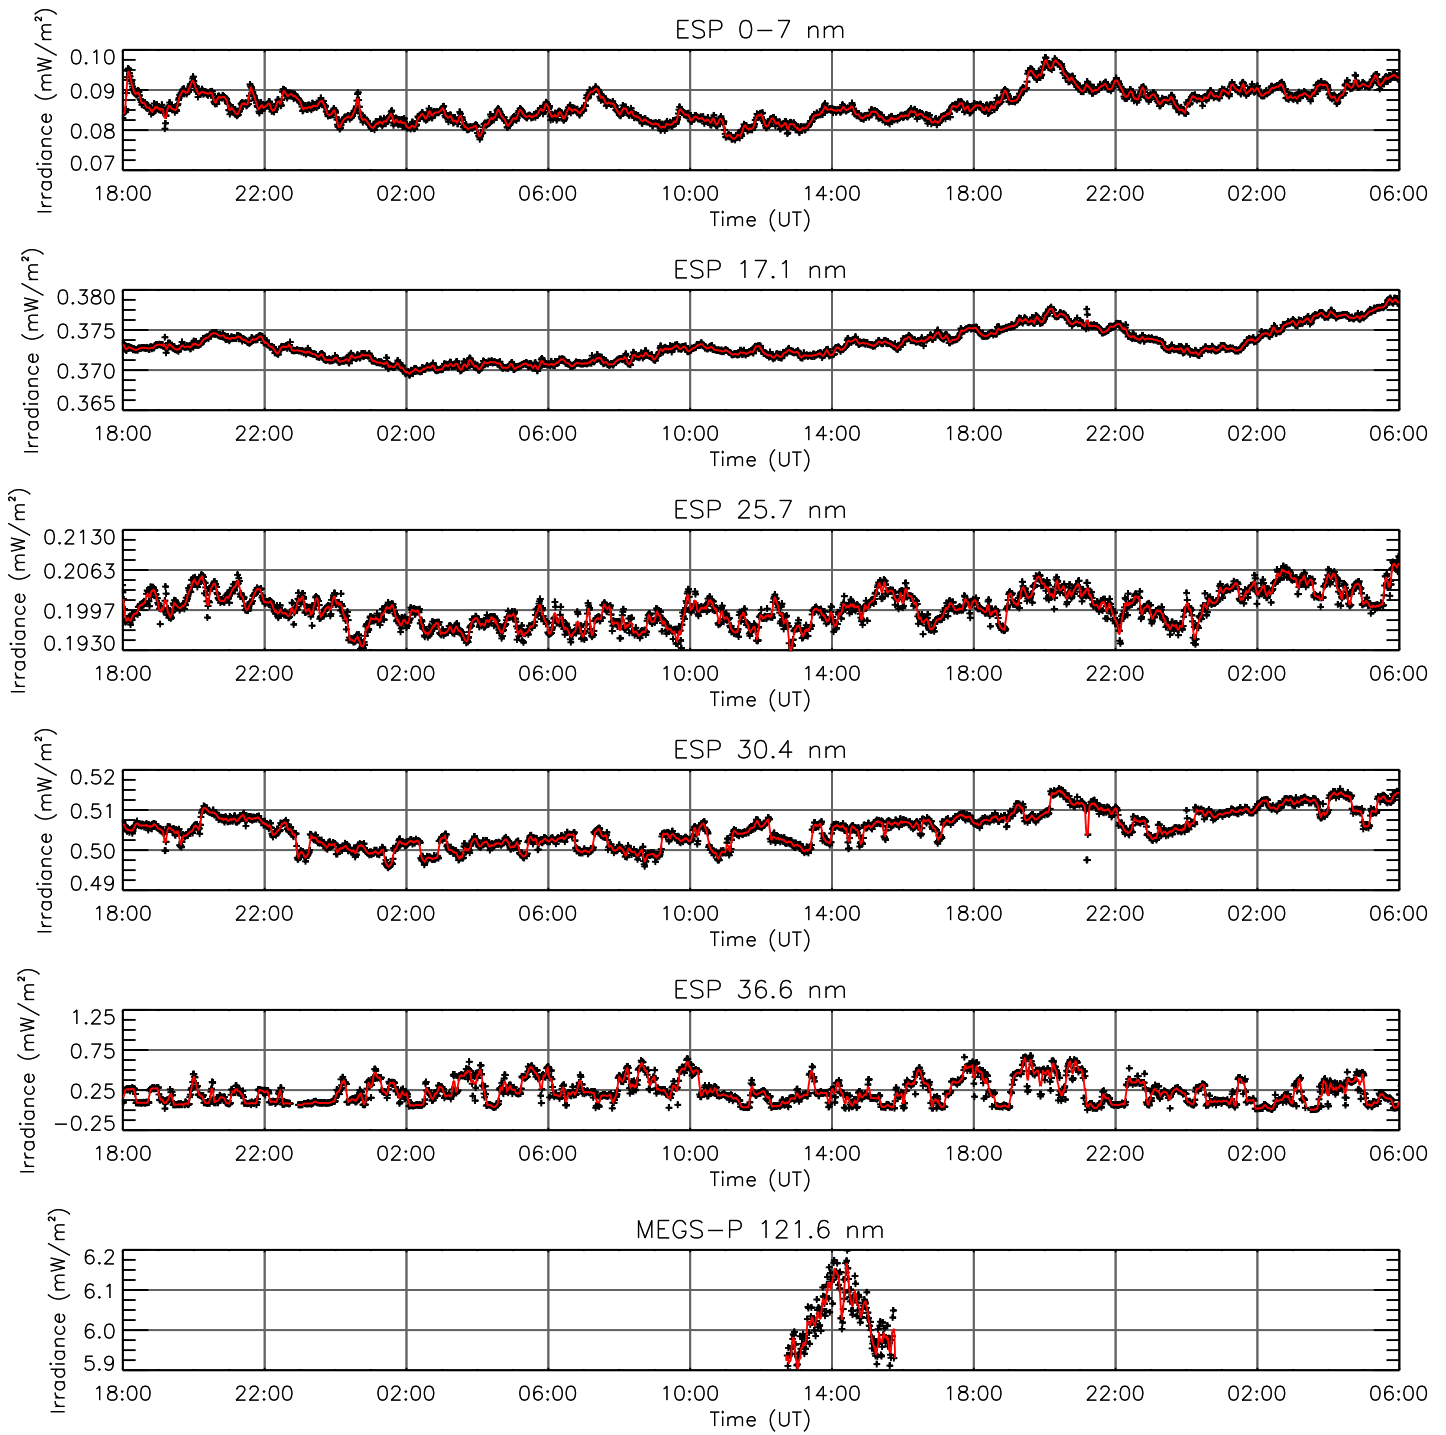 ESP 0−7 nm
Irradiance (mW/m²)
0.10
0.09
0.08
0.07
18:00 22:00 02:00 06:00 10:00 14:00 18:00 22:00 02:00 06:00
Time (UT)
ESP 17.1 nm
Irradiance (mW/m²)
0.380
0.375
0.370
0.365
18:00 22:00 02:00 06:00 10:00 14:00 18:00 22:00 02:00 06:00
Time (UT)
ESP 25.7 nm
Irradiance (mW/m²)
0.2130
0.2063
0.1997
0.1930
18:00 22:00 02:00 06:00 10:00 14:00 18:00 22:00 02:00 06:00
Time (UT)
ESP 30.4 nm
Irradiance (mW/m²)
0.52
0.51
0.50
0.49
18:00 22:00 02:00 06:00 10:00 14:00 18:00 22:00 02:00 06:00
Time (UT)
ESP 36.6 nm
Irradiance (mW/m²)
1.25
0.75
0.25
−0.25
18:00 22:00 02:00 06:00 10:00 14:00 18:00 22:00 02:00 06:00
Time (UT)
MEGS−P 121.6 nm
Irradiance (mW/m²)
6.2
6.1
6.0
5.9
18:00 22:00 02:00 06:00 10:00 14:00 18:00 22:00 02:00 06:00
Time (UT)